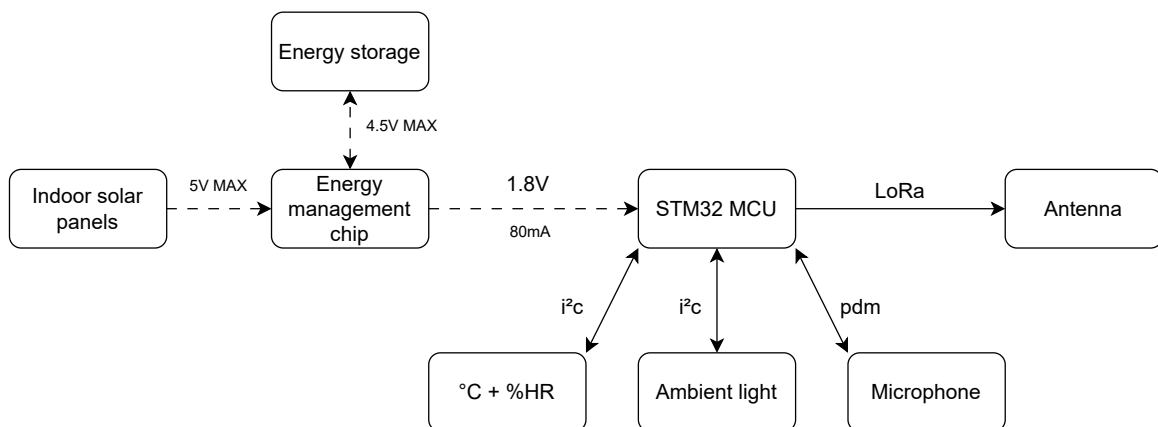 Energy storage
4.5V MAX
Indoor solar
panels
5V MAX
Energy
management
chip
1.8V
80mA
STM32 MCU
LoRa
Antenna
i²c
i²c
pdm
°C + %HR
Ambient light
Microphone